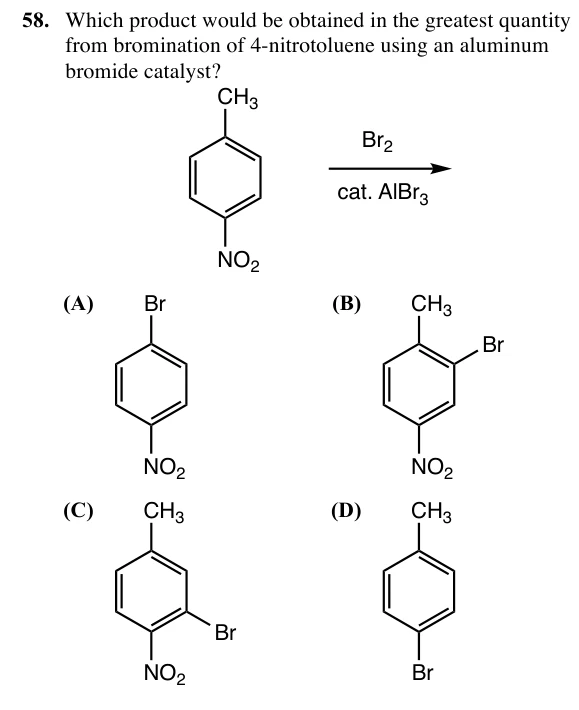 58. Which product would be obtained in the greatest quantity
from bromination of 4-nitrotoluene using an aluminum
bromide catalyst?
CH3
Br2
cat. AlBr3
NO2
(A) Br
NO2
(B) CH3
Br
NO2
(C) CH3
Br
NO2
(D) CH3
Br